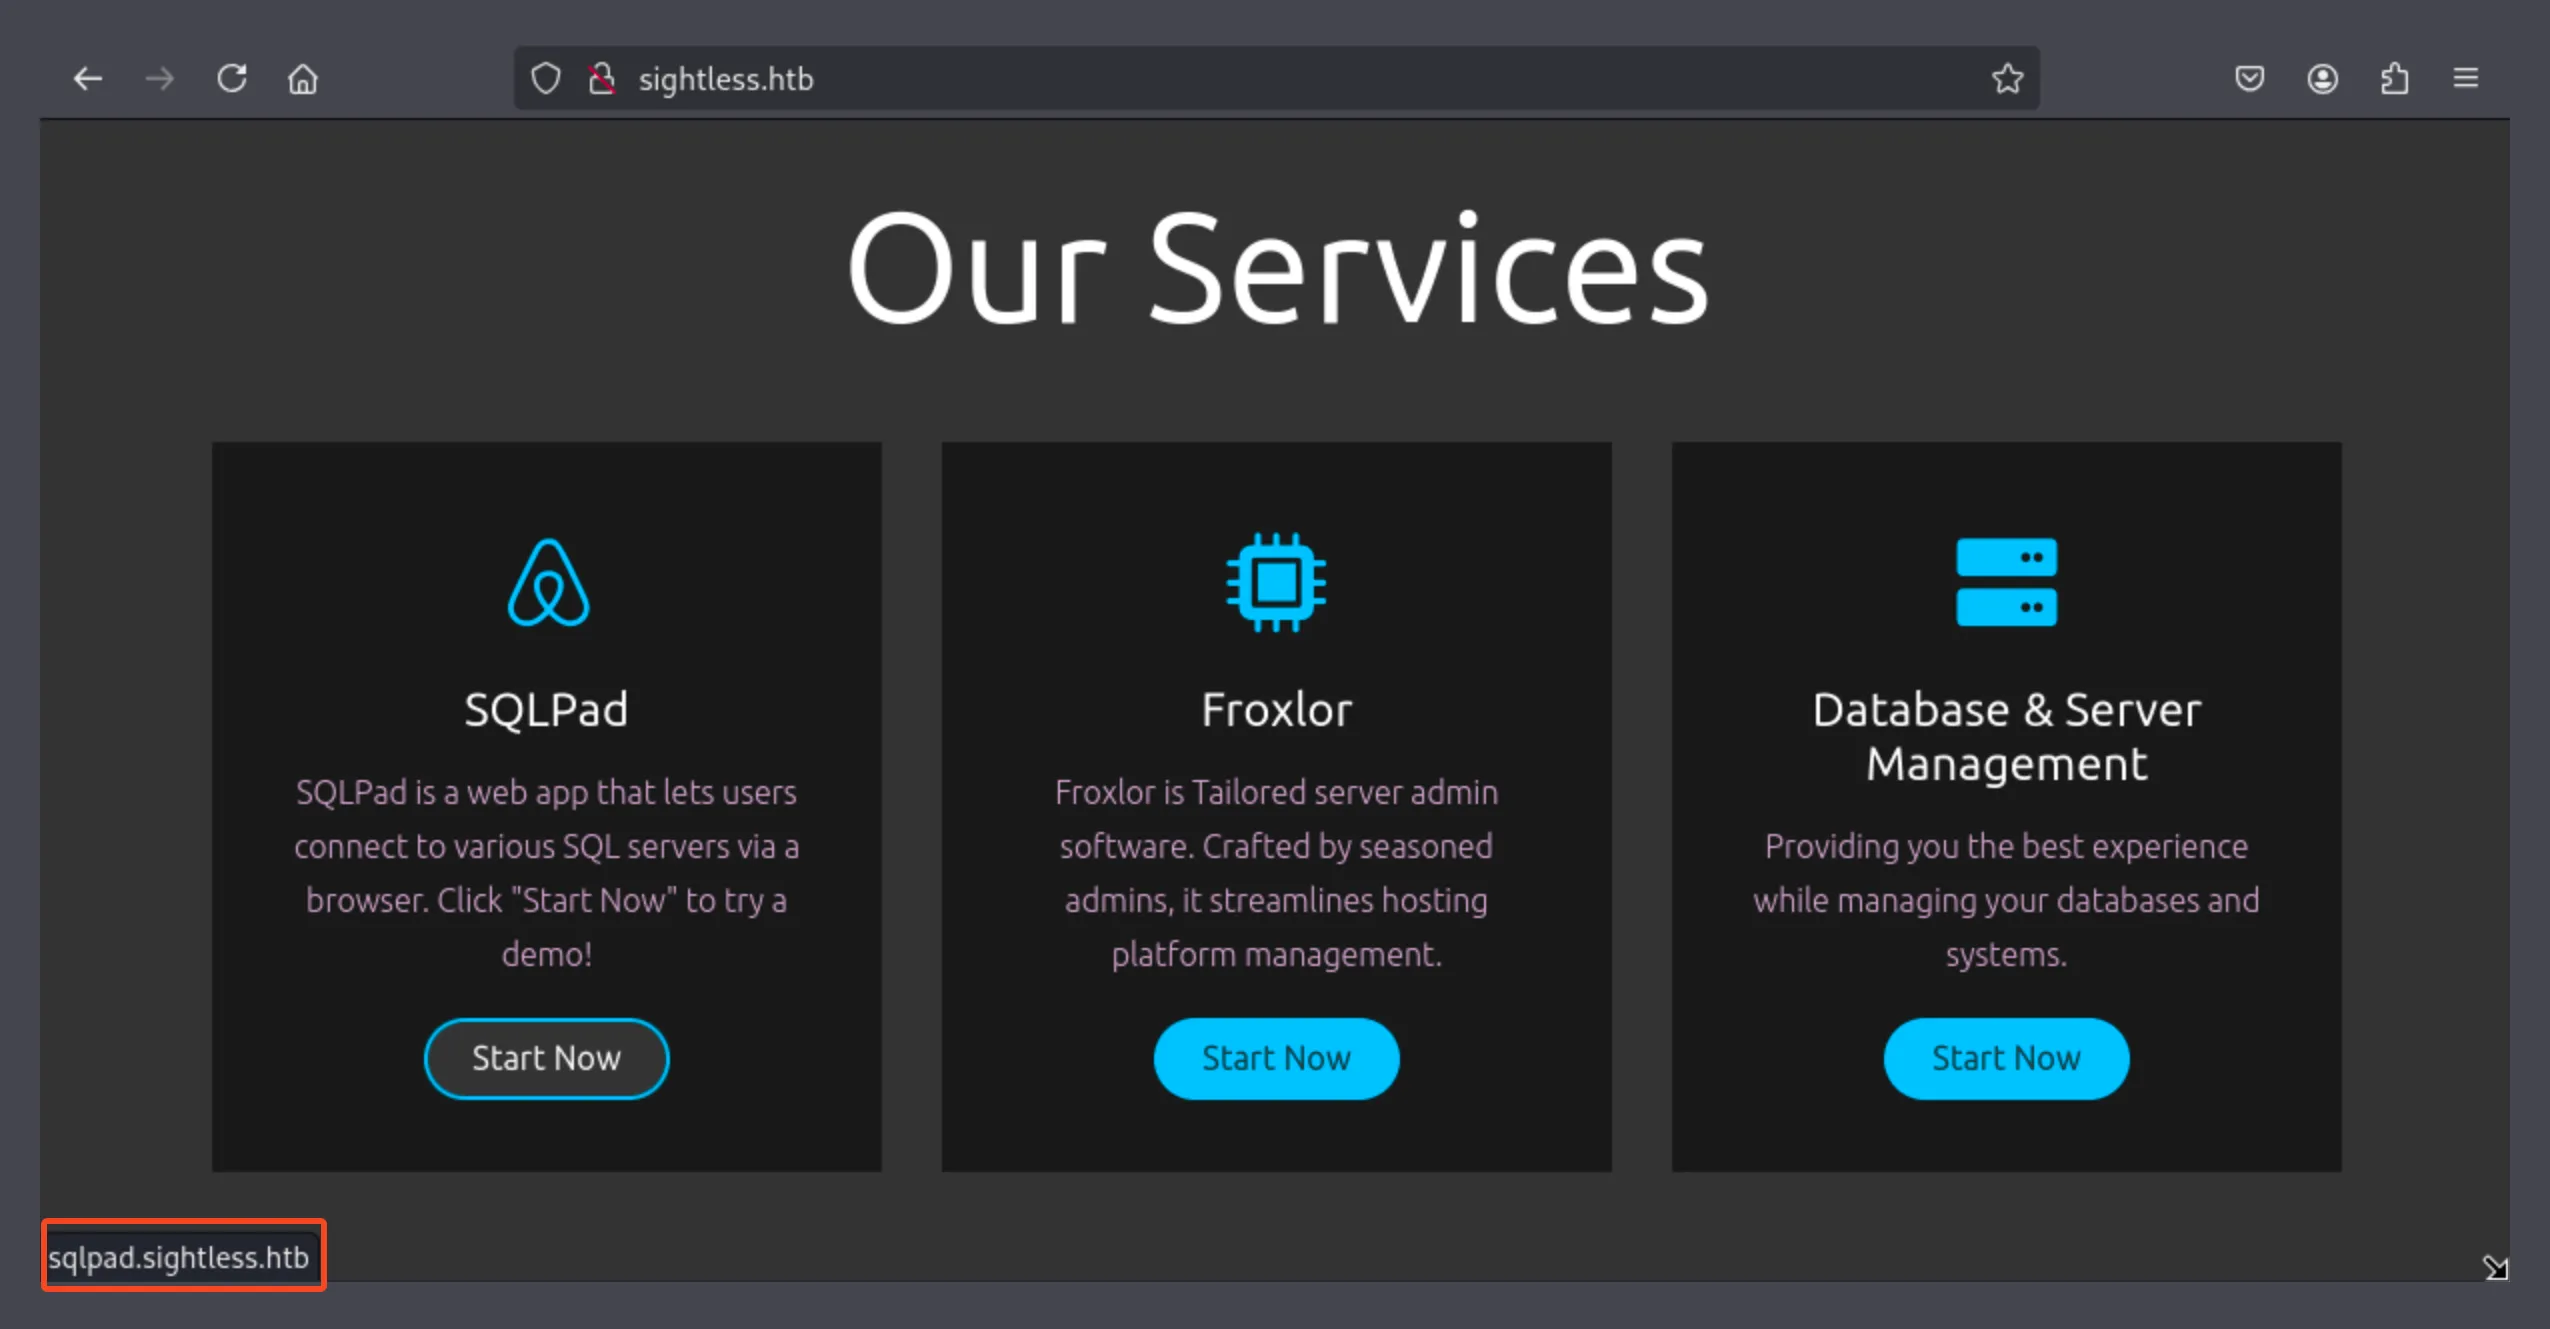 sightless.htb
Our Services
SQLPad
SQLPad is a web app that lets users
connect to various SQL servers via a
browser. Click "Start Now" to try a
demo!
Start Now
Froxlor
Froxlor is Tailored server admin
software. Crafted by seasoned
admins, it streamlines hosting
platform management.
Start Now
Database & Server
Management
Providing you the best experience
while managing your databases and
systems.
Start Now
sqlpad.sightless.htb